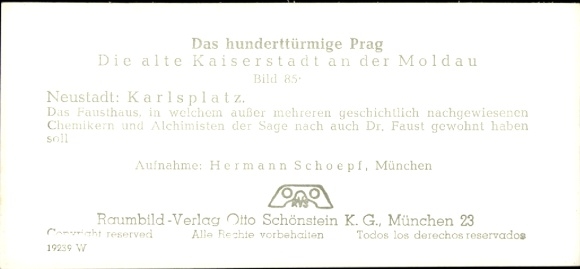 Das hunderttürmige Prag
Die alte Kaiserstadt an der Moldau
Bild 85·
Neustadt: Karlsplatz.
Das Fausthaus, in welchem außer mehreren geschichtlich nachgewiesenen
Chemikern und Alchimisten der Sage nach auch Dr. Faust gewohnt haben
soll
Aufnahme: Hermann Schoepf, München
RVS
Raumbild-Verlag Otto Schönstein K. G., München 23
Copyright reserved Alle Rechte vorbehalten Todos los derechos reservados
19259 W